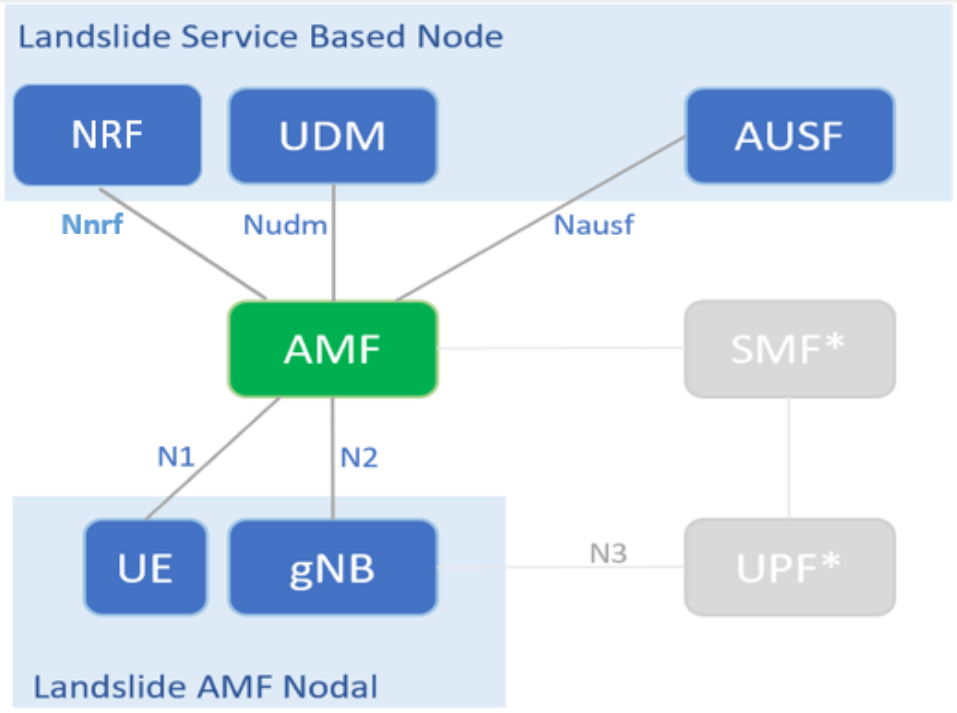 Landslide Service Based Node
NRF
UDM
AUSF
Nnrf
Nudm
Nausf
AMF
SMF*
N1
N2
UE
gNB
N3
UPF*
Landslide AMF Nodal